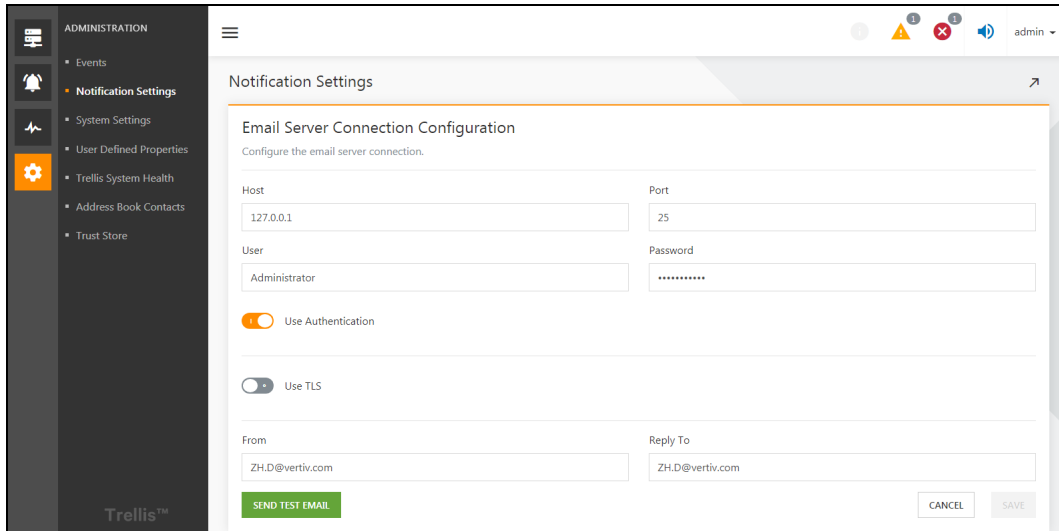 ADMINISTRATION
Events
Notification Settings
System Settings
User Defined Properties
Trellis System Health
Address Book Contacts
Trust Store
Trellis™
1
1
admin
Notification Settings
Email Server Connection Configuration
Configure the email server connection.
Host
Port
127.0.0.1
25
User
Password
Administrator
•••••••••••
Use Authentication
Use TLS
From
Reply To
ZH.D@vertiv.com
ZH.D@vertiv.com
SEND TEST EMAIL
CANCEL
SAVE